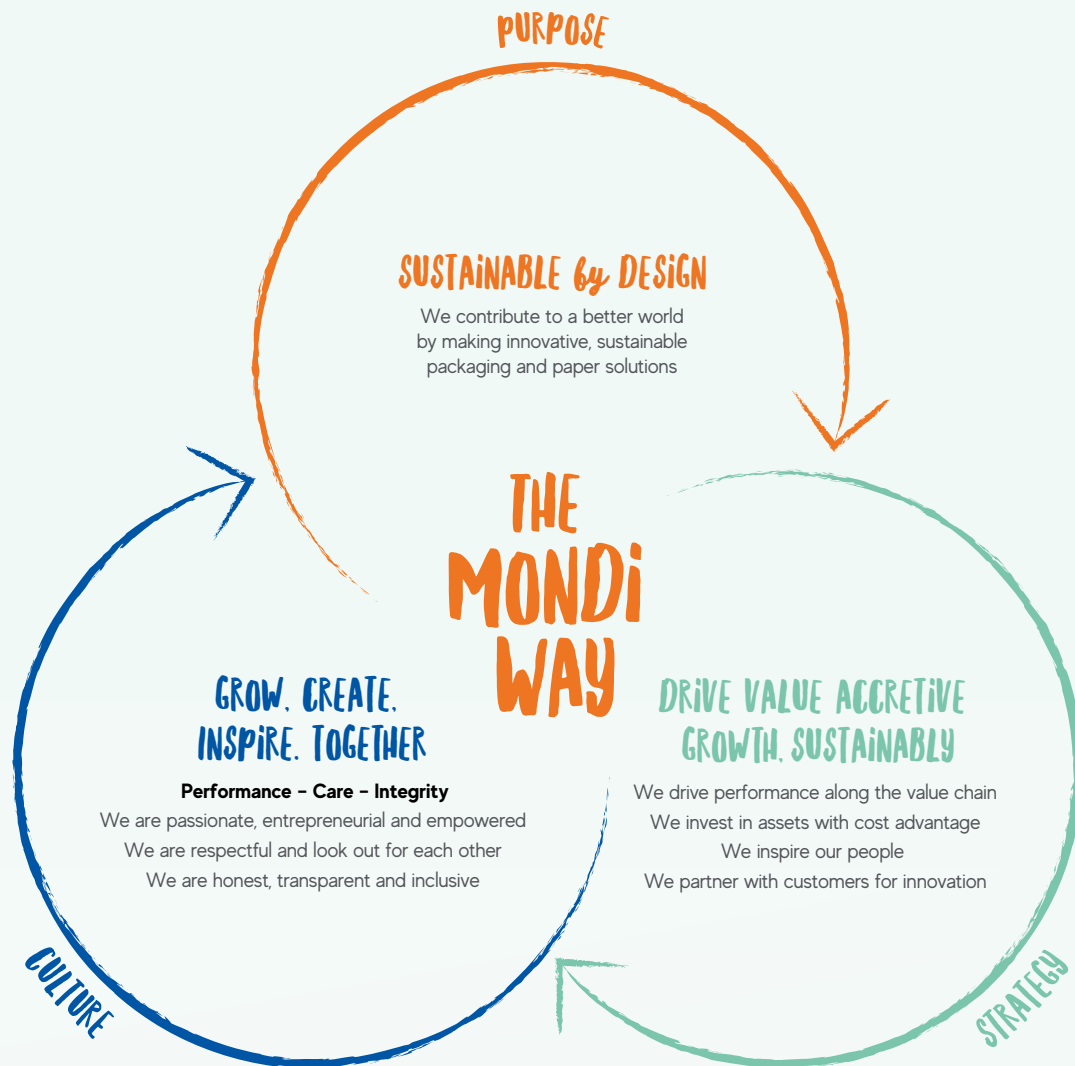 PURPOSE
SUSTAINABLE by DESIGN
We contribute to a better world
by making innovative, sustainable
packaging and paper solutions
THE
MONDI
WAY
GROW, CREATE,
INSPIRE, TOGETHER
Performance – Care – Integrity
We are passionate, entrepreneurial and empowered
We are respectful and look out for each other
We are honest, transparent and inclusive
DRIVE VALUE ACCRETIVE
GROWTH, SUSTAINABLY
We drive performance along the value chain
We invest in assets with cost advantage
We inspire our people
We partner with customers for innovation
CULTURE
STRATEGY